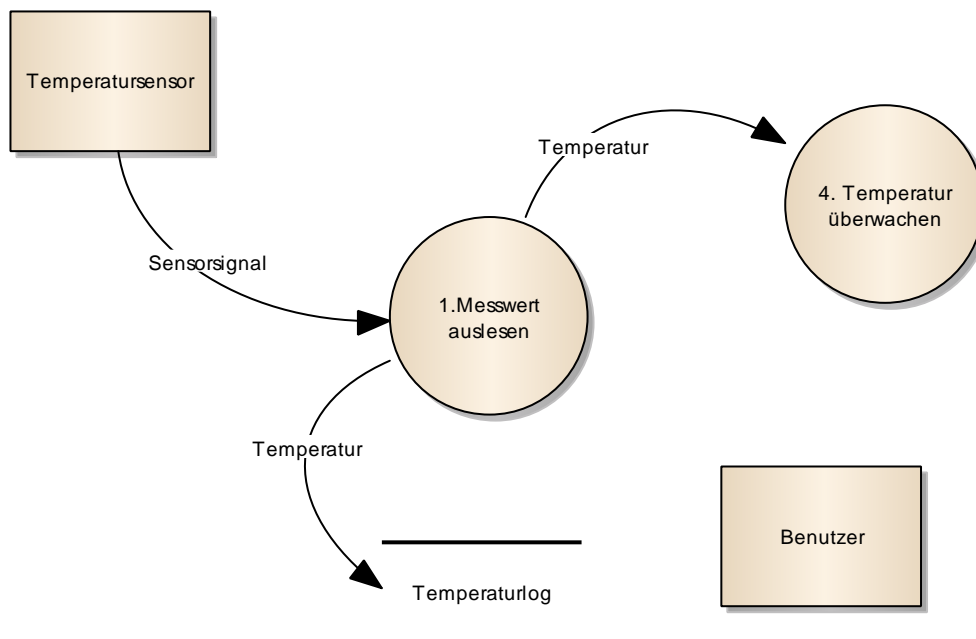 Temperatursensor
Temperatur
4. Temperatur
überwachen
Sensorsignal
1.Messwert
auslesen
Temperatur
Benutzer
Temperaturlog